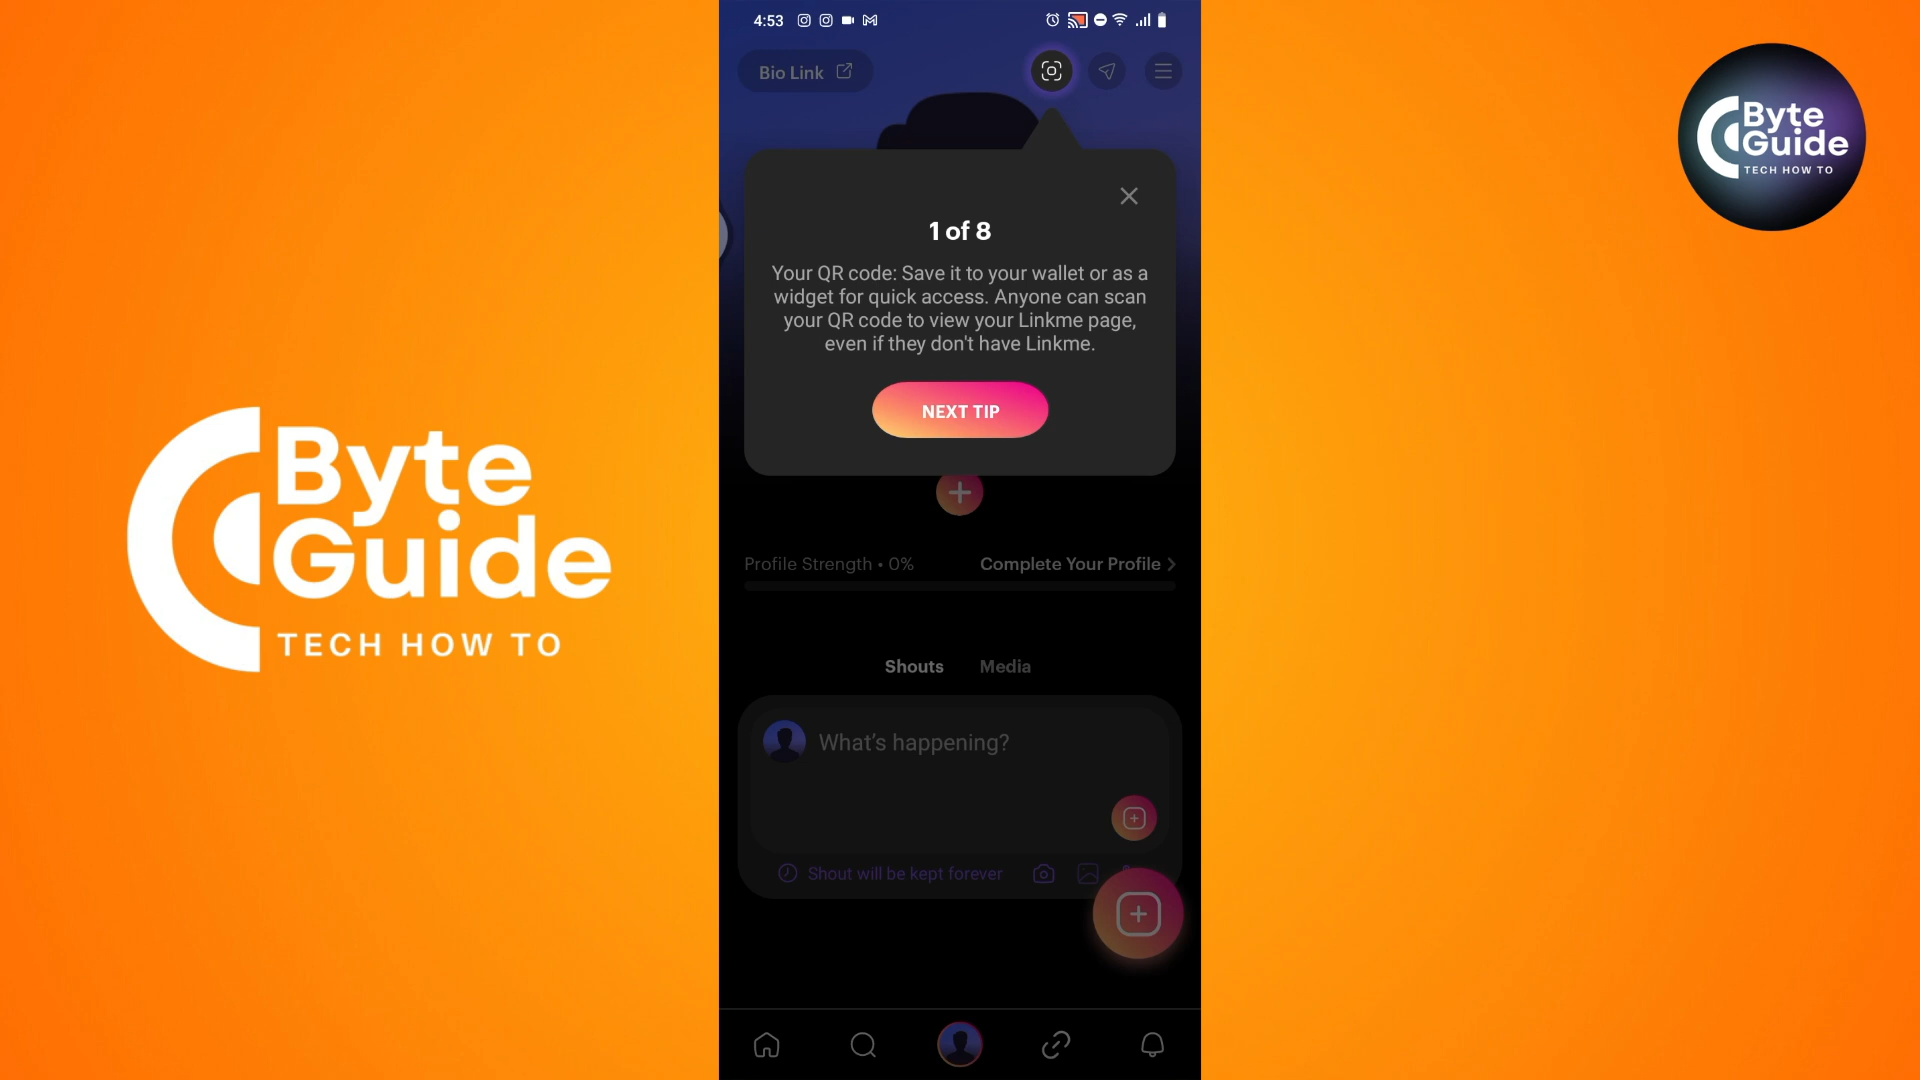 4:53
Bio Link
1 of 8
Your QR code: Save it to your wallet or as a
widget for quick access. Anyone can scan
your QR code to view your Linkme page,
even if they don't have Linkme.
NEXT TIP
Profile Strength • 0%
Complete Your Profile
Shouts
Media
What's happening?
Shout will be kept forever
Byte
Guide
TECH HOW TO
Byte
Guide
TECH HOW TO